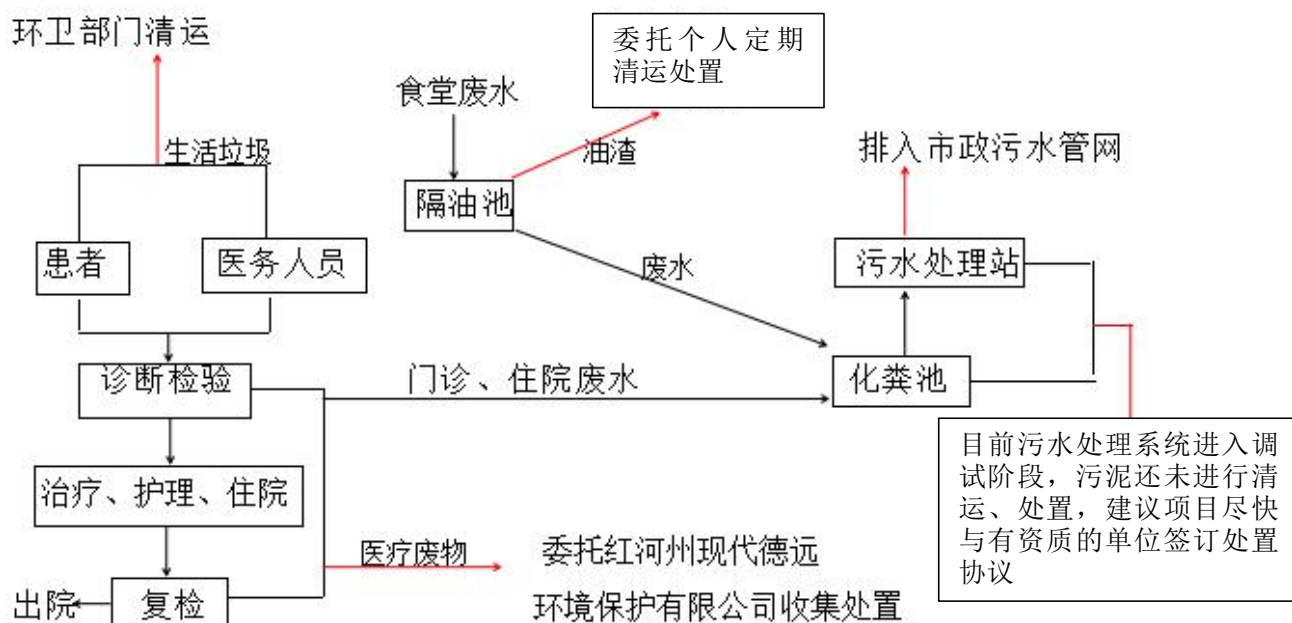 环卫部门清运
委托个人定期
清运处置
食堂废水
生活垃圾
油渣
排入市政污水管网
隔油池
患者
医务人员
废水
污水处理站
诊断检验
门诊、住院废水
化粪池
治疗、护理、住院
目前污水处理系统进入调
试阶段，污泥还未进行清
运、处置，建议项目尽快
与有资质的单位签订处置
协议
医疗废物
委托红河州现代德远
环境保护有限公司收集处置
出院
复检